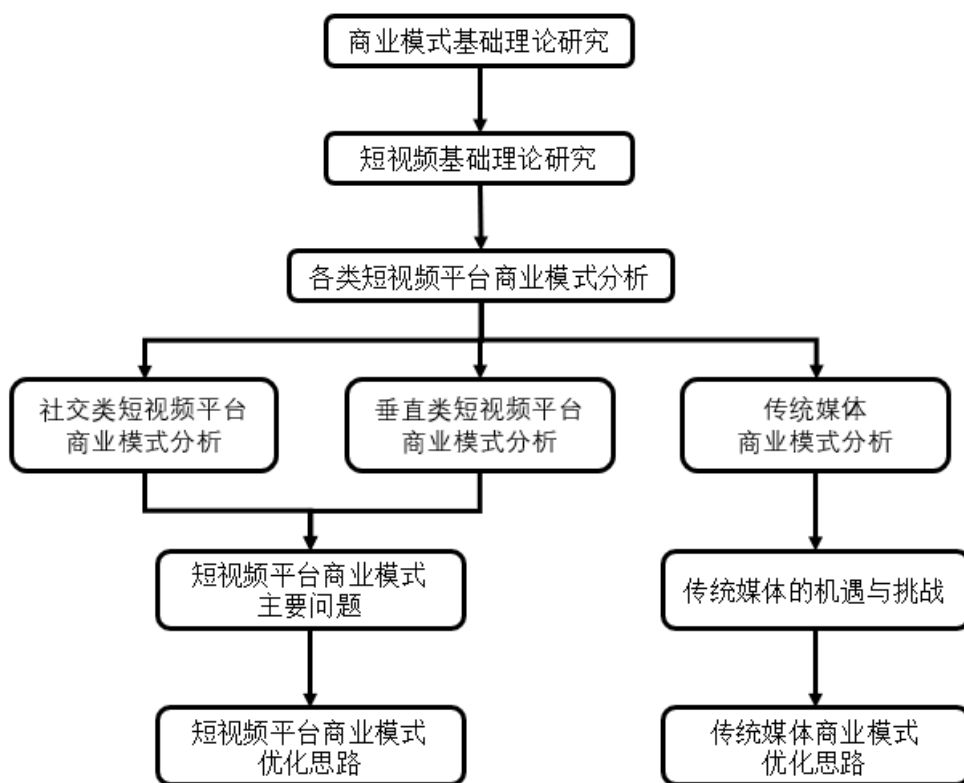 商业模式基础理论研究
短视频基础理论研究
各类短视频平台商业模式分析
社交类短视频平台
商业模式分析
垂直类短视频平台
商业模式分析
传统媒体
商业模式分析
短视频平台商业模式
主要问题
传统媒体的机遇与挑战
短视频平台商业模式
优化思路
传统媒体商业模式
优化思路